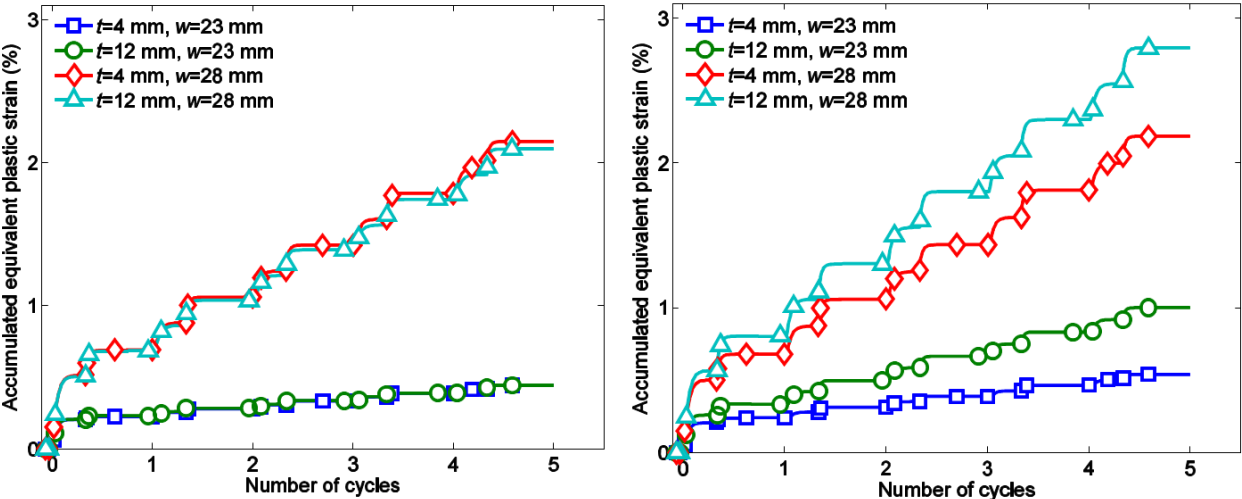 Accumulated equivalent plastic strain (%)
3
2
1
0
t=4 mm, w=23 mm
t=12 mm, w=23 mm
t=4 mm, w=28 mm
t=12 mm, w=28 mm
0 1 2 3 4 5
Number of cycles
Accumulated equivalent plastic strain (%)
3
2
1
0
t=4 mm, w=23 mm
t=12 mm, w=23 mm
t=4 mm, w=28 mm
t=12 mm, w=28 mm
0 1 2 3 4 5
Number of cycles